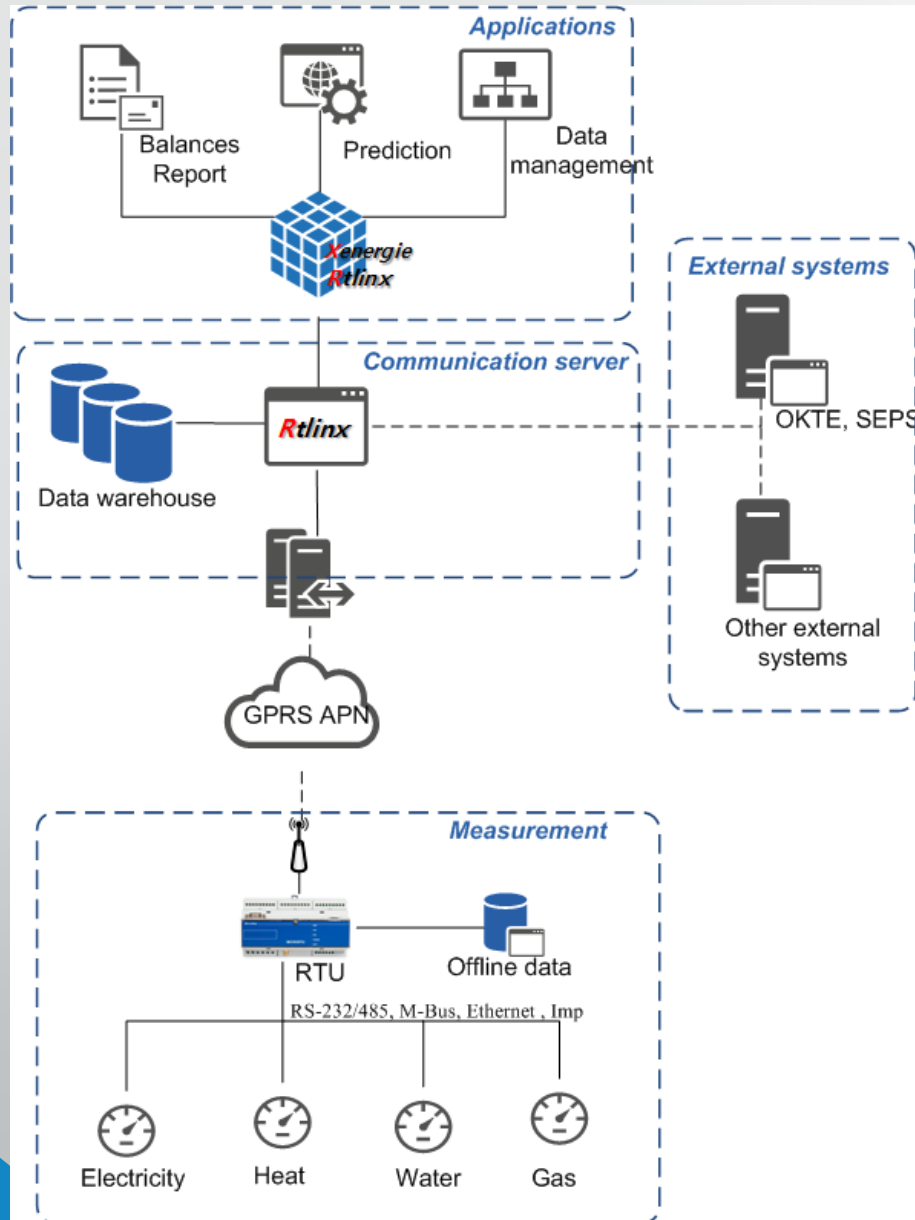 Applications
Balances
Report
Prediction
Data
management
Xenergie
Rtlinx
External systems
OKTE, SEPS
Other external
systems
Communication server
Rtlinx
Data warehouse
GPRS APN
Measurement
RTU
Offline data
RS-232/485, M-Bus, Ethernet , Imp
Electricity
Heat
Water
Gas